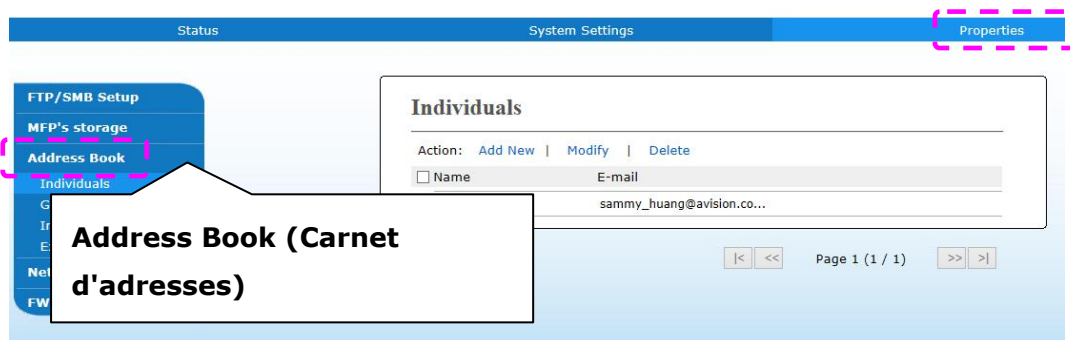 Status System Settings Properties
FTP/SMB Setup
MFP's storage
Address Book
Individuals
Individuals
Action: Add New | Modify | Delete
Name E-mail
sammy_huang@avision.co...
Address Book (Carnet
d'adresses)
FW
|< << Page 1 (1 / 1) >> >|